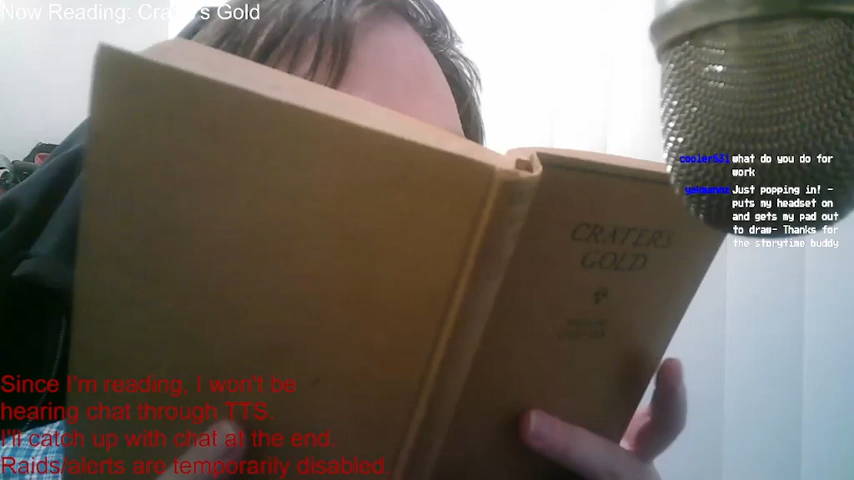 Now Reading: Craters Gold
CRATERS
GOLD
cooler531 what do you do for
work
Just popping in! -
puts my headset on
and gets my pad out
to draw- Thanks for
the storytime buddy
Since I'm reading, I won't be
hearing chat through TTS.
I'll catch up with chat at the end.
Raids/alerts are temporarily disabled.